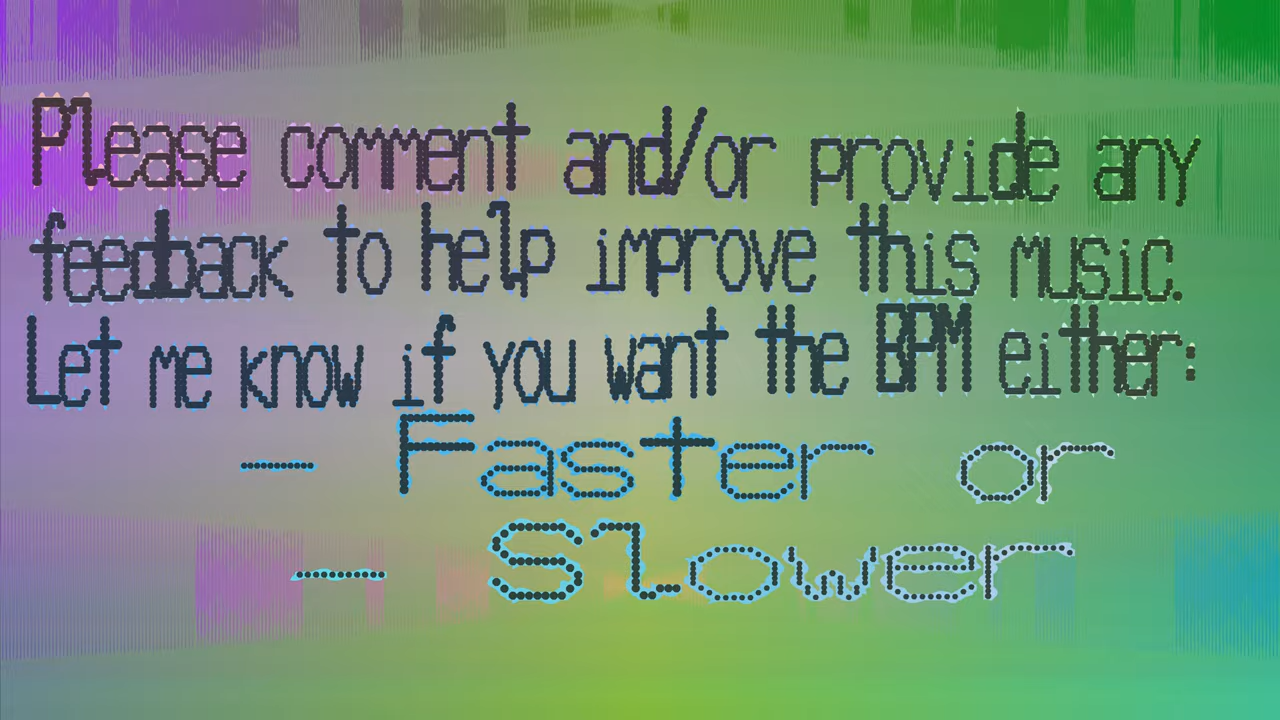 Please comment and/or provide any
feedback to help improve this music.
Let me know if you want the BPM either:
- Faster or
- Slower